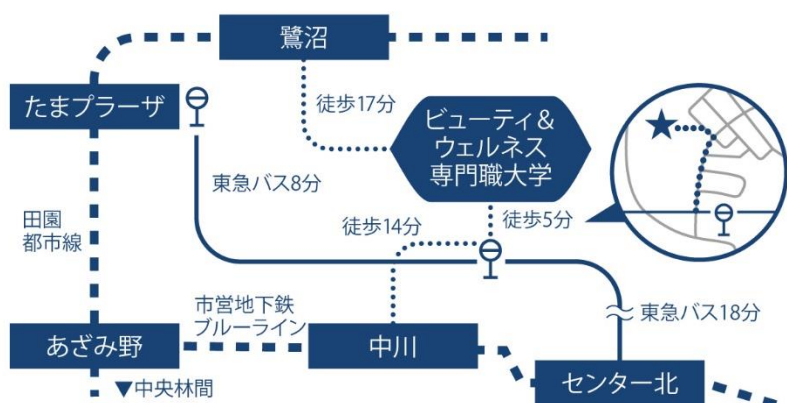 鷺沼
たまプラーザ
徒歩17分
ビューティ&
ウェルネス
専門職大学
東急バス8分
田園
都市線
徒歩14分
徒歩5分
市営地下鉄
ブルーライン
東急バス18分
あざみ野
中川
センター北
▼中央林間